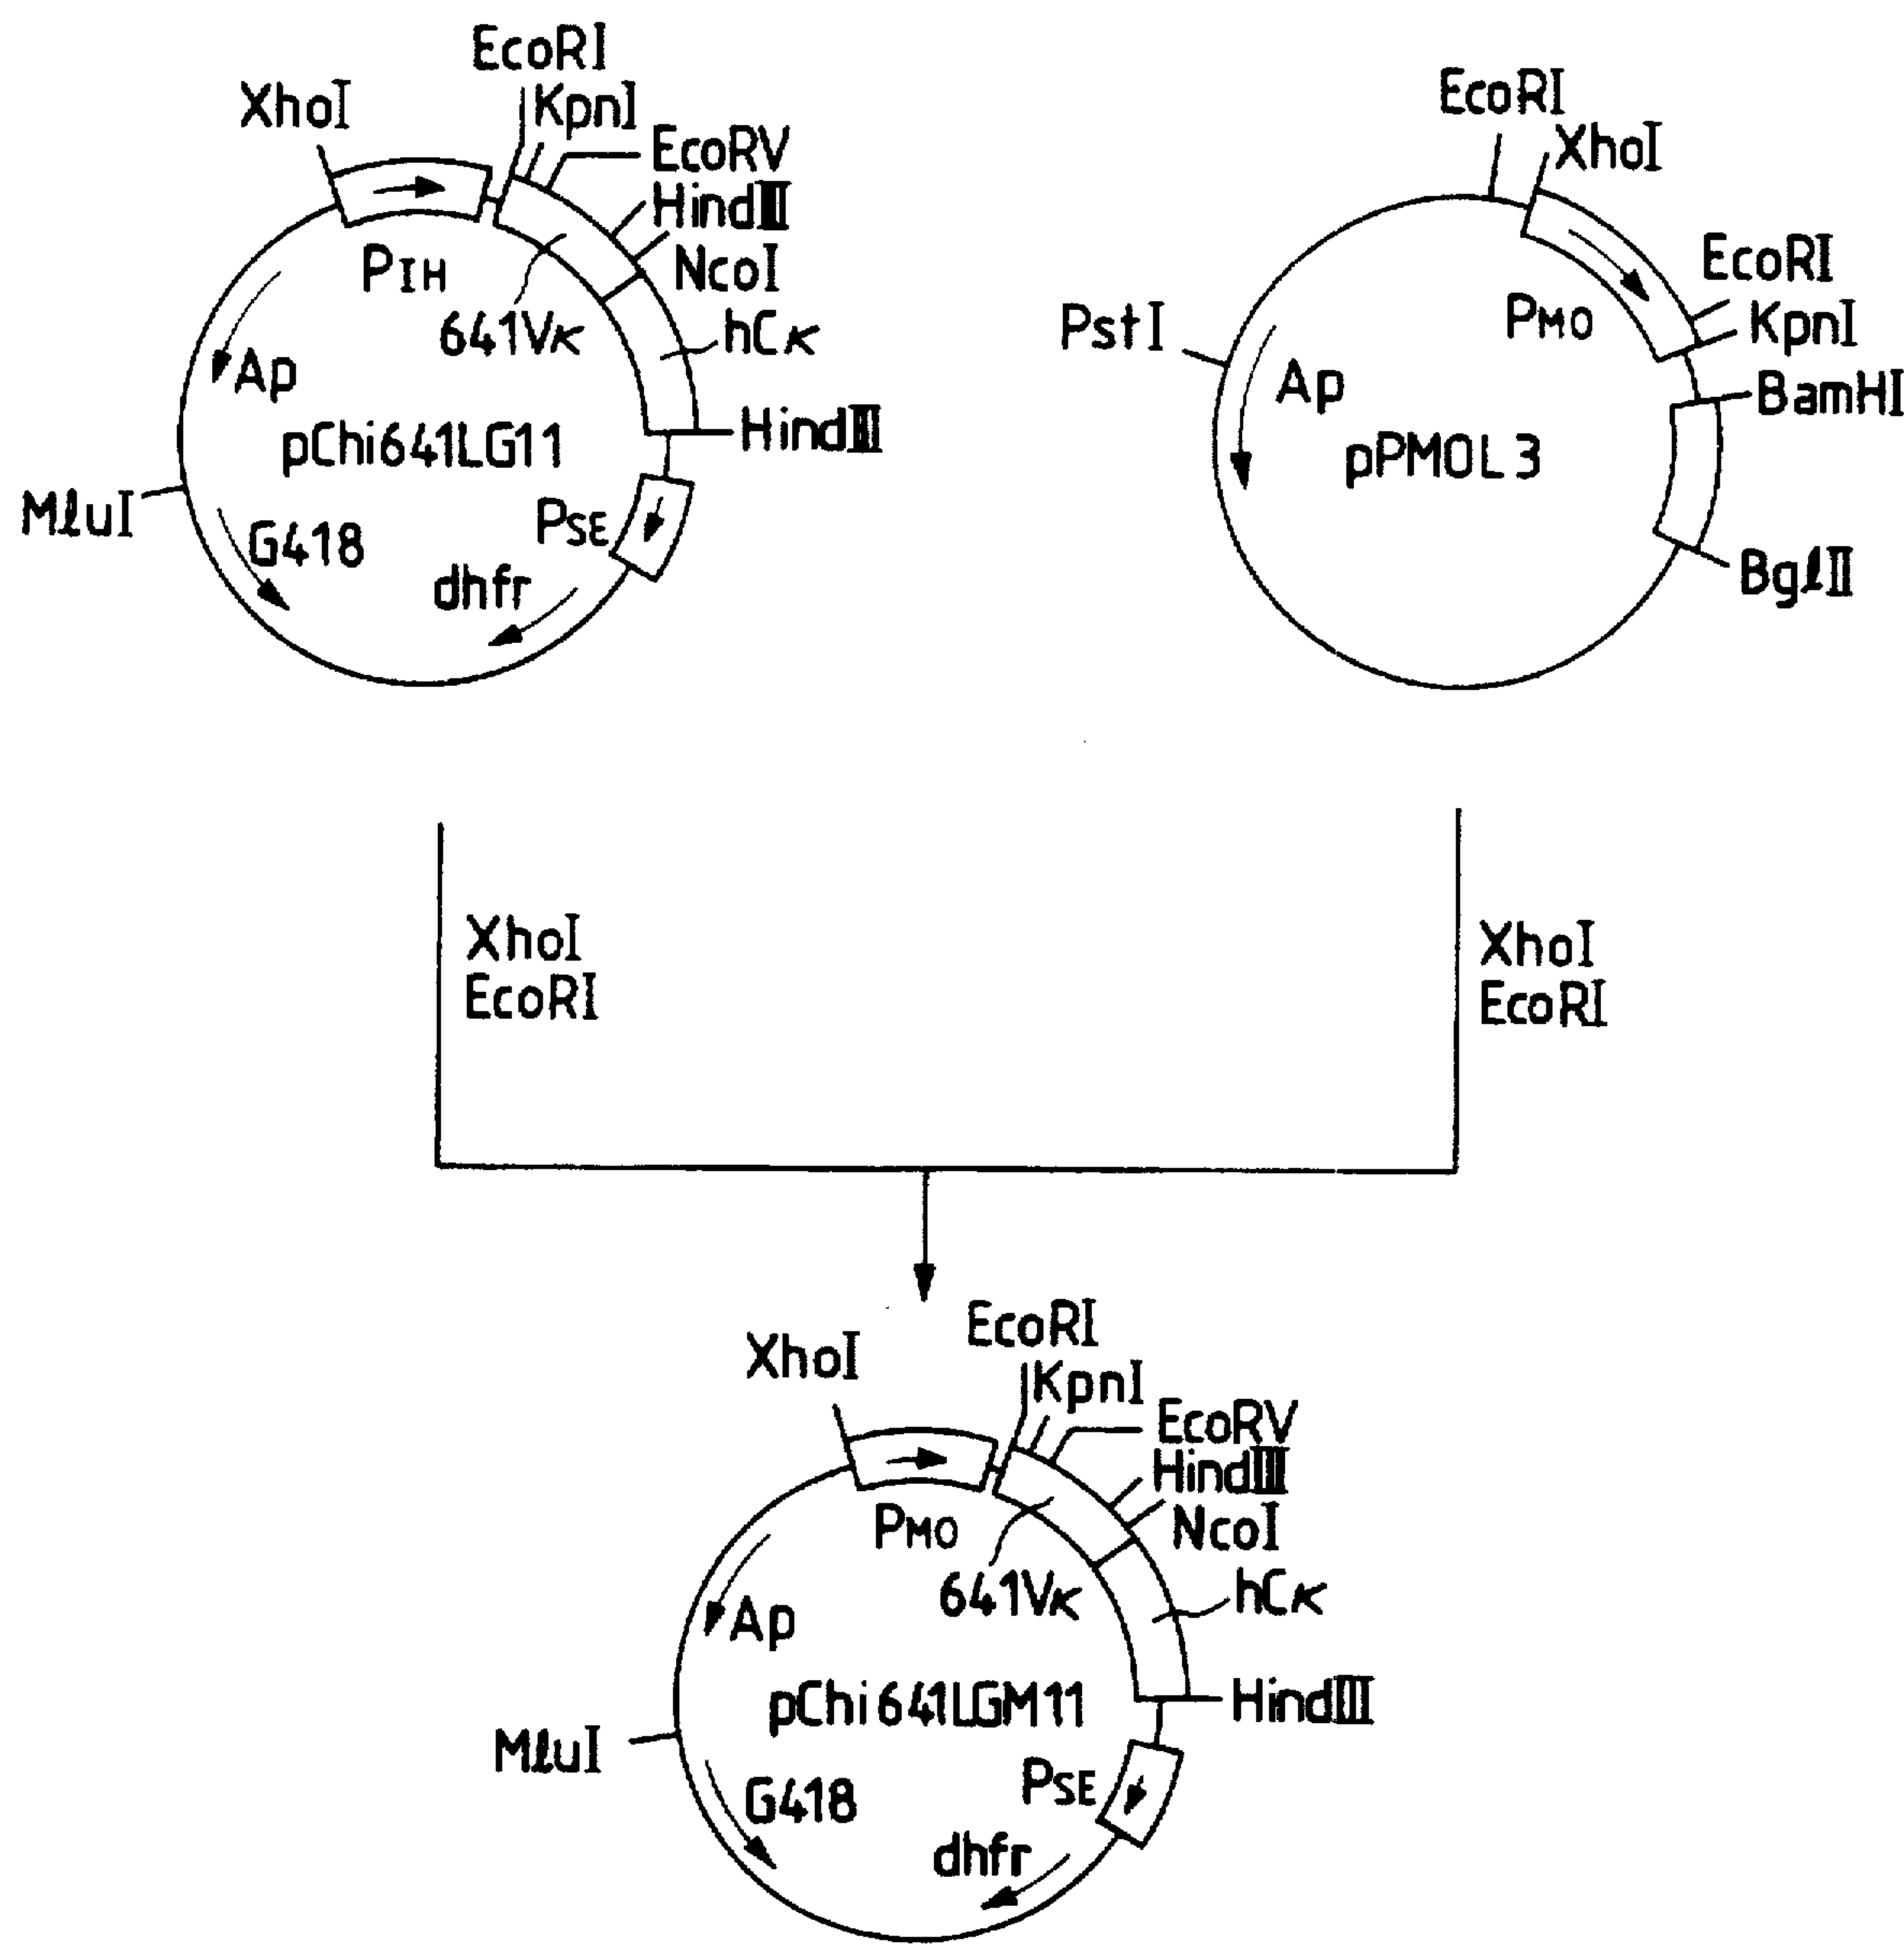 EcoRI
XhoI
KpnI
EcoRV
HindIII
NcoI
PIH
641Vκ
hCκ
Ap
pChi641LG11
HindIII
MluI
G418
PSE
dhfr
EcoRI
XhoI
EcoRI
KpnI
PMO
PstI
Ap
BamHI
pPMOL3
BglII
XhoI
EcoRI
XhoI
EcoRI
EcoRI
XhoI
KpnI
EcoRV
HindIII
NcoI
PMO
641Vκ
hCκ
Ap
pChi641LGM11
HindIII
MluI
G418
PSE
dhfr